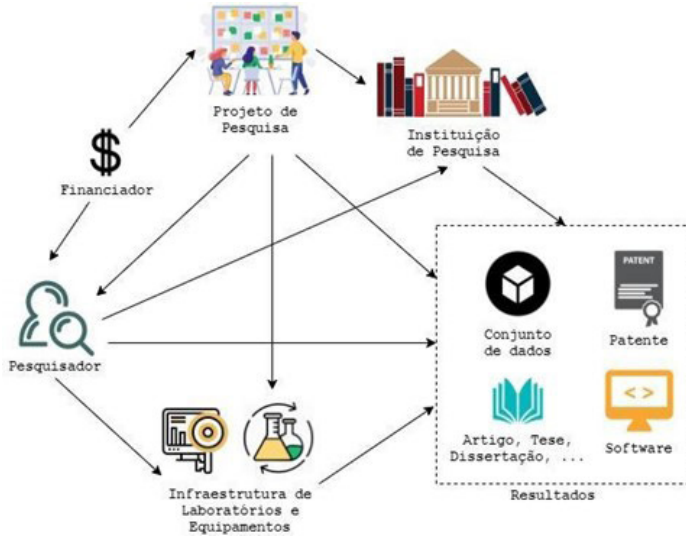 Projeto de
Pesquisa
Instituição
de Pesquisa
$
Financiador
Pesquisador
PATENT
Conjunto
de dados
Patente
< >
Artigo, Tese,
Dissertação, ...
Software
Infraestrutura de
Laboratórios e
Equipamentos
Resultados